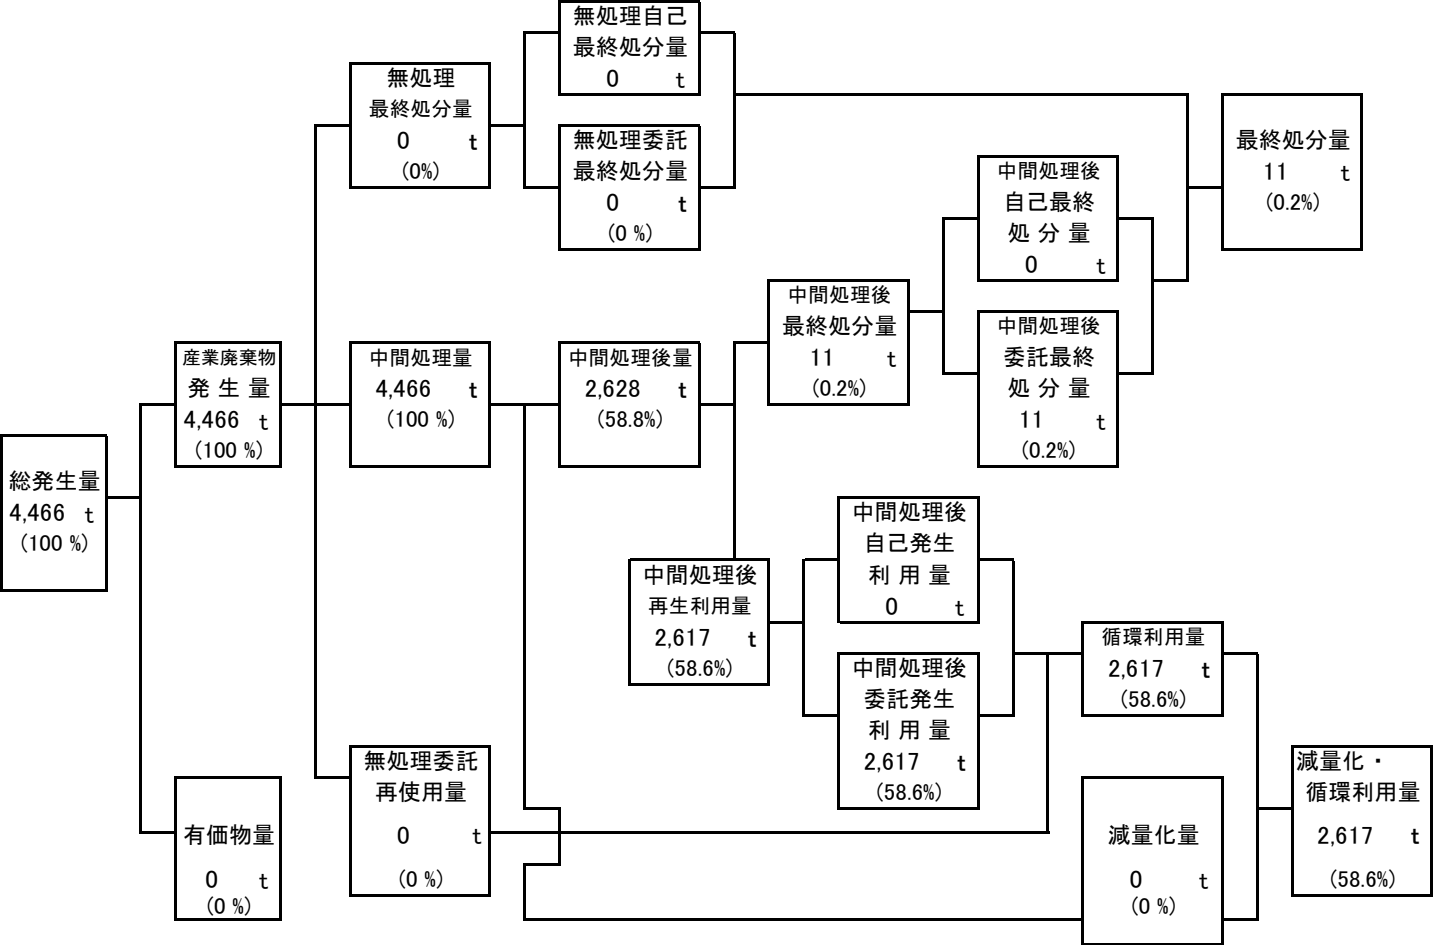 無処理自己
最終処分量
0 t
無処理
最終処分量
0 t
(0%)
無処理委託
最終処分量
0 t
(0 %)
最終処分量
11 t
(0.2%)
中間処理後
自己最終
処 分 量
0 t
中間処理後
最終処分量
11 t
(0.2%)
中間処理後
委託最終
処 分 量
11 t
(0.2%)
産業廃棄物
発 生 量
4,466 t
(100 %)
中間処理量
4,466 t
(100 %)
中間処理後量
2,628 t
(58.8%)
総発生量
4,466 t
(100 %)
中間処理後
自己発生
利 用 量
0 t
中間処理後
再生利用量
2,617 t
(58.6%)
中間処理後
委託発生
利 用 量
2,617 t
(58.6%)
循環利用量
2,617 t
(58.6%)
無処理委託
再使用量
0 t
(0 %)
有価物量
0 t
(0 %)
減量化量
0 t
(0 %)
減量化・
循環利用量
2,617 t
(58.6%)